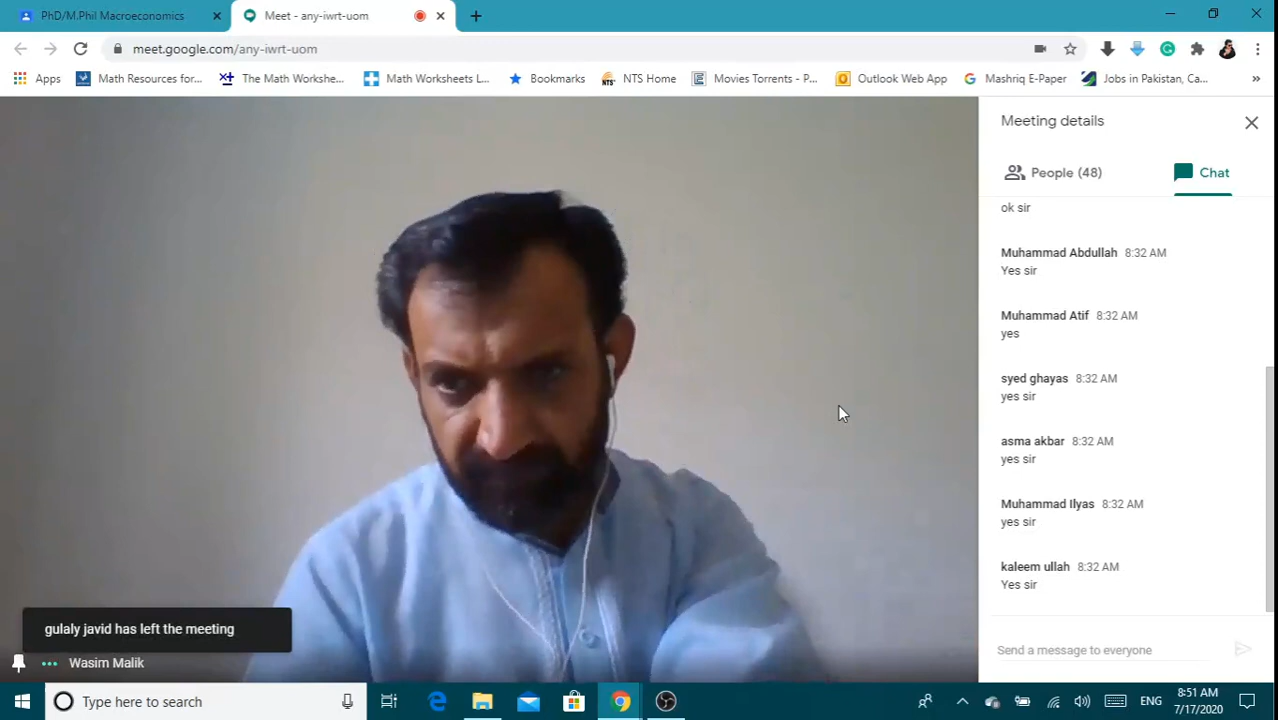 PhD/M.Phil Macroeconomics
Meet - any-iwrt-uom
meet.google.com/any-iwrt-uom
Apps
Math Resources for...
The Math Workshe...
Math Worksheets L...
Bookmarks
NTS Home
Movies Torrents - P...
Outlook Web App
Mashriq E-Paper
Jobs in Pakistan, Ca...
»
Meeting details
People (48)
Chat
ok sir
Muhammad Abdullah 8:32 AM
Yes sir
Muhammad Atif 8:32 AM
yes
syed ghayas 8:32 AM
yes sir
asma akbar 8:32 AM
yes sir
Muhammad Ilyas 8:32 AM
yes sir
kaleem ullah 8:32 AM
Yes sir
gulaly javid has left the meeting
Wasim Malik
Send a message to everyone
Type here to search
ENG
8:51 AM
7/17/2020